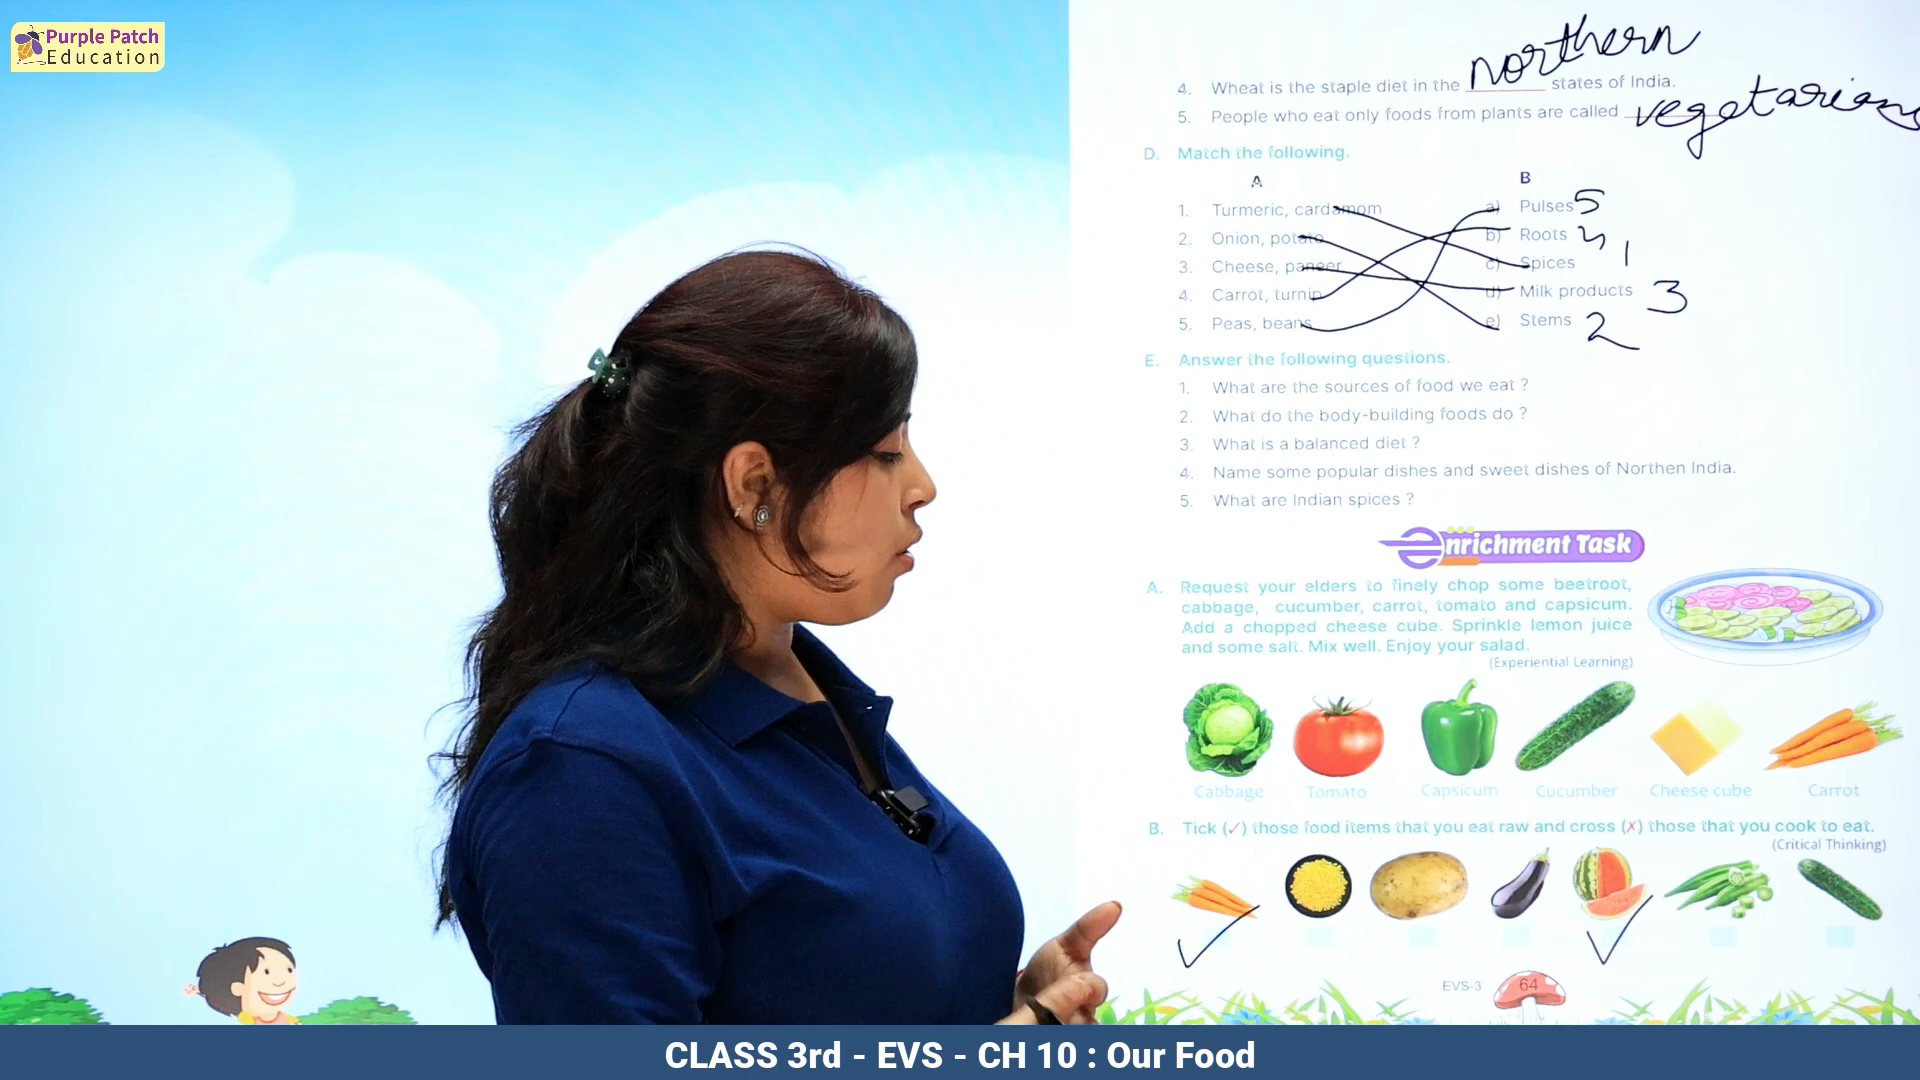 Purple Patch
Education
4. Wheat is the staple diet in the northern states of India.
5. People who eat only foods from plants are called vegetarians
D. Match the following.
A B
1. Turmeric, cardamom a) Pulses 5
2. Onion, potato b) Roots 4
3. Cheese, paneer c) Spices 1
4. Carrot, turnip d) Milk products 3
5. Peas, beans e) Stems 2
E. Answer the following questions.
1. What are the sources of food we eat ?
2. What do the body-building foods do ?
3. What is a balanced diet ?
4. Name some popular dishes and sweet dishes of Northen India.
5. What are Indian spices ?
enrichment Task
A. Request your elders to finely chop some beetroot,
cabbage, cucumber, carrot, tomato and capsicum.
Add a chopped cheese cube. Sprinkle lemon juice
and some salt. Mix well. Enjoy your salad.
(Experiential Learning)
Cabbage Tomato Capsicum Cucumber Cheese cube Carrot
B. Tick (✓) those food items that you eat raw and cross (✗) those that you cook to eat.
(Critical Thinking)
EVS-3 64
CLASS 3rd - EVS - CH 10 : Our Food